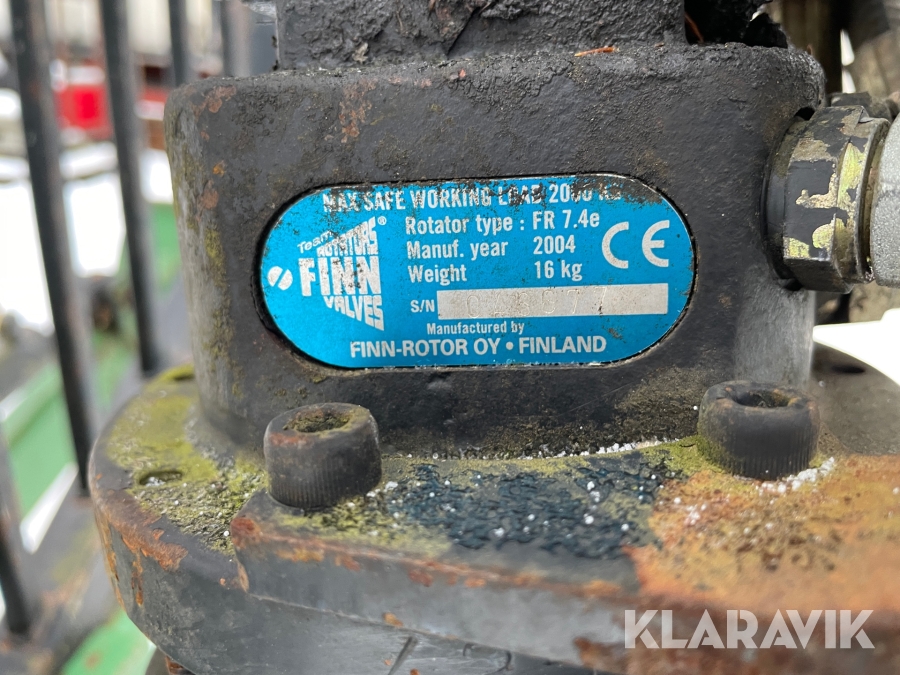 MAX SAFE WORKING LOAD 2000
Rotator type : FR 7.4e
Manuf. year 2004
Weight 16 kg
S/N
Manufactured by
FINN-ROTOR OY • FINLAND
Team
ROTATORS
FINN
VALVES
®
CE
KLARAVIK